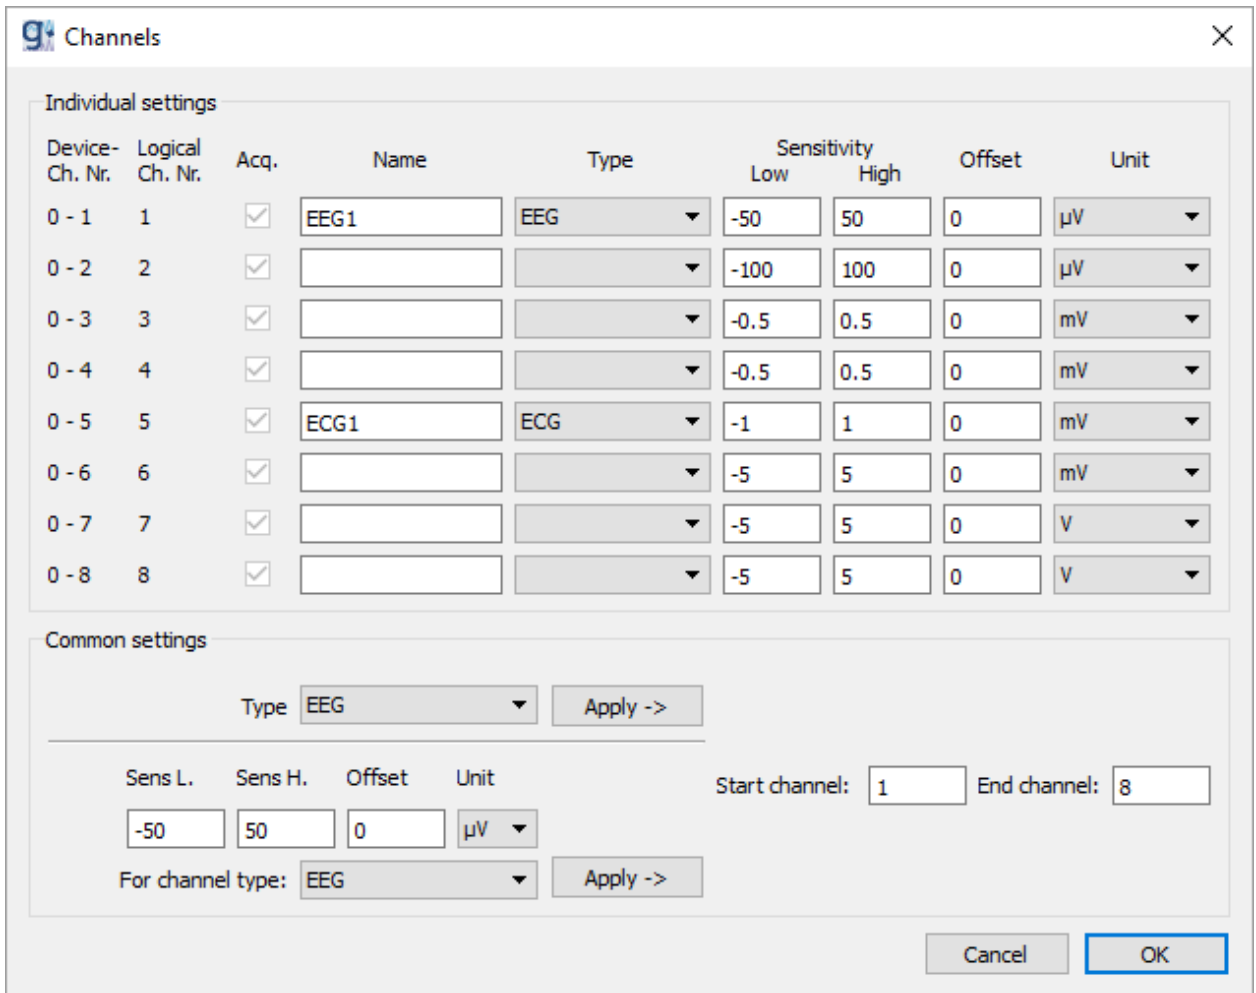 Channels
Individual settings
Device- Logical Sensitivity
Ch. Nr. Ch. Nr. Acq. Name Type Low High Offset Unit
0 - 1 1 EEG1 EEG -50 50 0 µV
0 - 2 2 -100 100 0 µV
0 - 3 3 -0.5 0.5 0 mV
0 - 4 4 -0.5 0.5 0 mV
0 - 5 5 ECG1 ECG -1 1 0 mV
0 - 6 6 -5 5 0 mV
0 - 7 7 -5 5 0 V
0 - 8 8 -5 5 0 V
Common settings
Type EEG Apply ->
Sens L. Sens H. Offset Unit
Start channel: 1 End channel: 8
-50 50 0 µV
For channel type: EEG Apply ->
Cancel OK